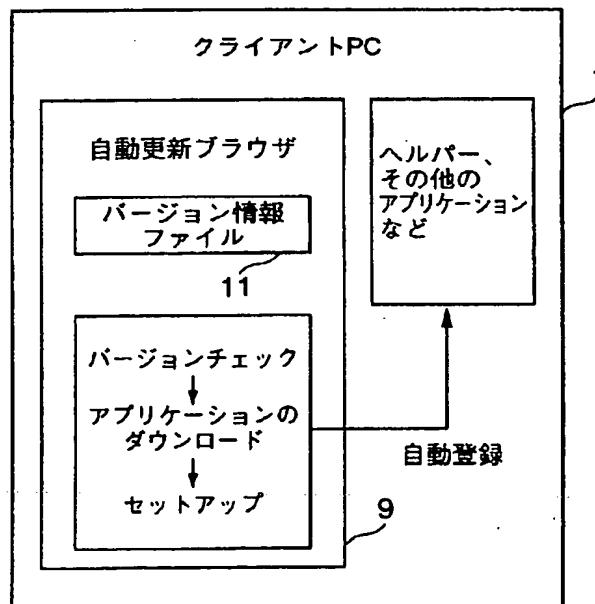 クライアントPC
自動更新ブラウザ
バージョン情報
ファイル
11
バージョンチェック
アプリケーションの
ダウンロード
セットアップ
9
ヘルパー、
その他の
アプリケーション
など
自動登録